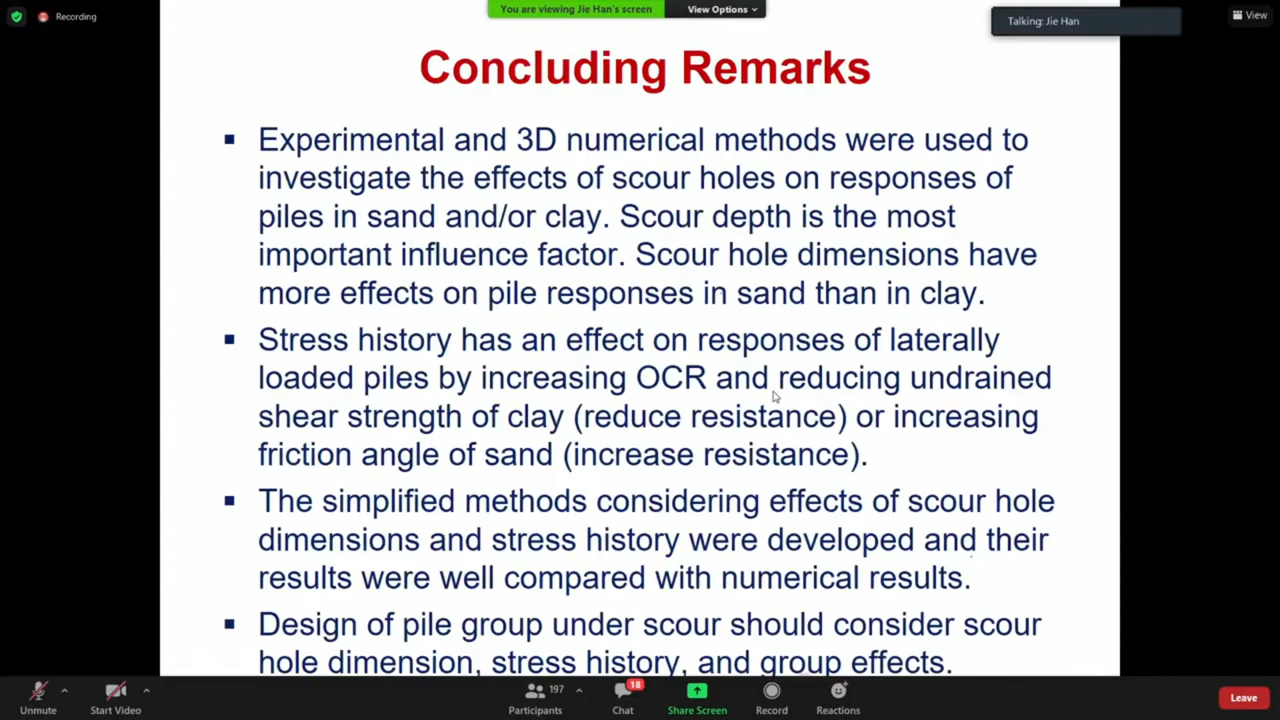 Recording
You are viewing Jie Han's screen
View Options
Talking: Jie Han
View
Concluding Remarks
▪ Experimental and 3D numerical methods were used to
investigate the effects of scour holes on responses of
piles in sand and/or clay. Scour depth is the most
important influence factor. Scour hole dimensions have
more effects on pile responses in sand than in clay.
▪ Stress history has an effect on responses of laterally
loaded piles by increasing OCR and reducing undrained
shear strength of clay (reduce resistance) or increasing
friction angle of sand (increase resistance).
▪ The simplified methods considering effects of scour hole
dimensions and stress history were developed and their
results were well compared with numerical results.
▪ Design of pile group under scour should consider scour
hole dimension, stress history, and group effects.
Unmute
Start Video
197
Participants
18
Chat
Share Screen
Record
Reactions
Leave